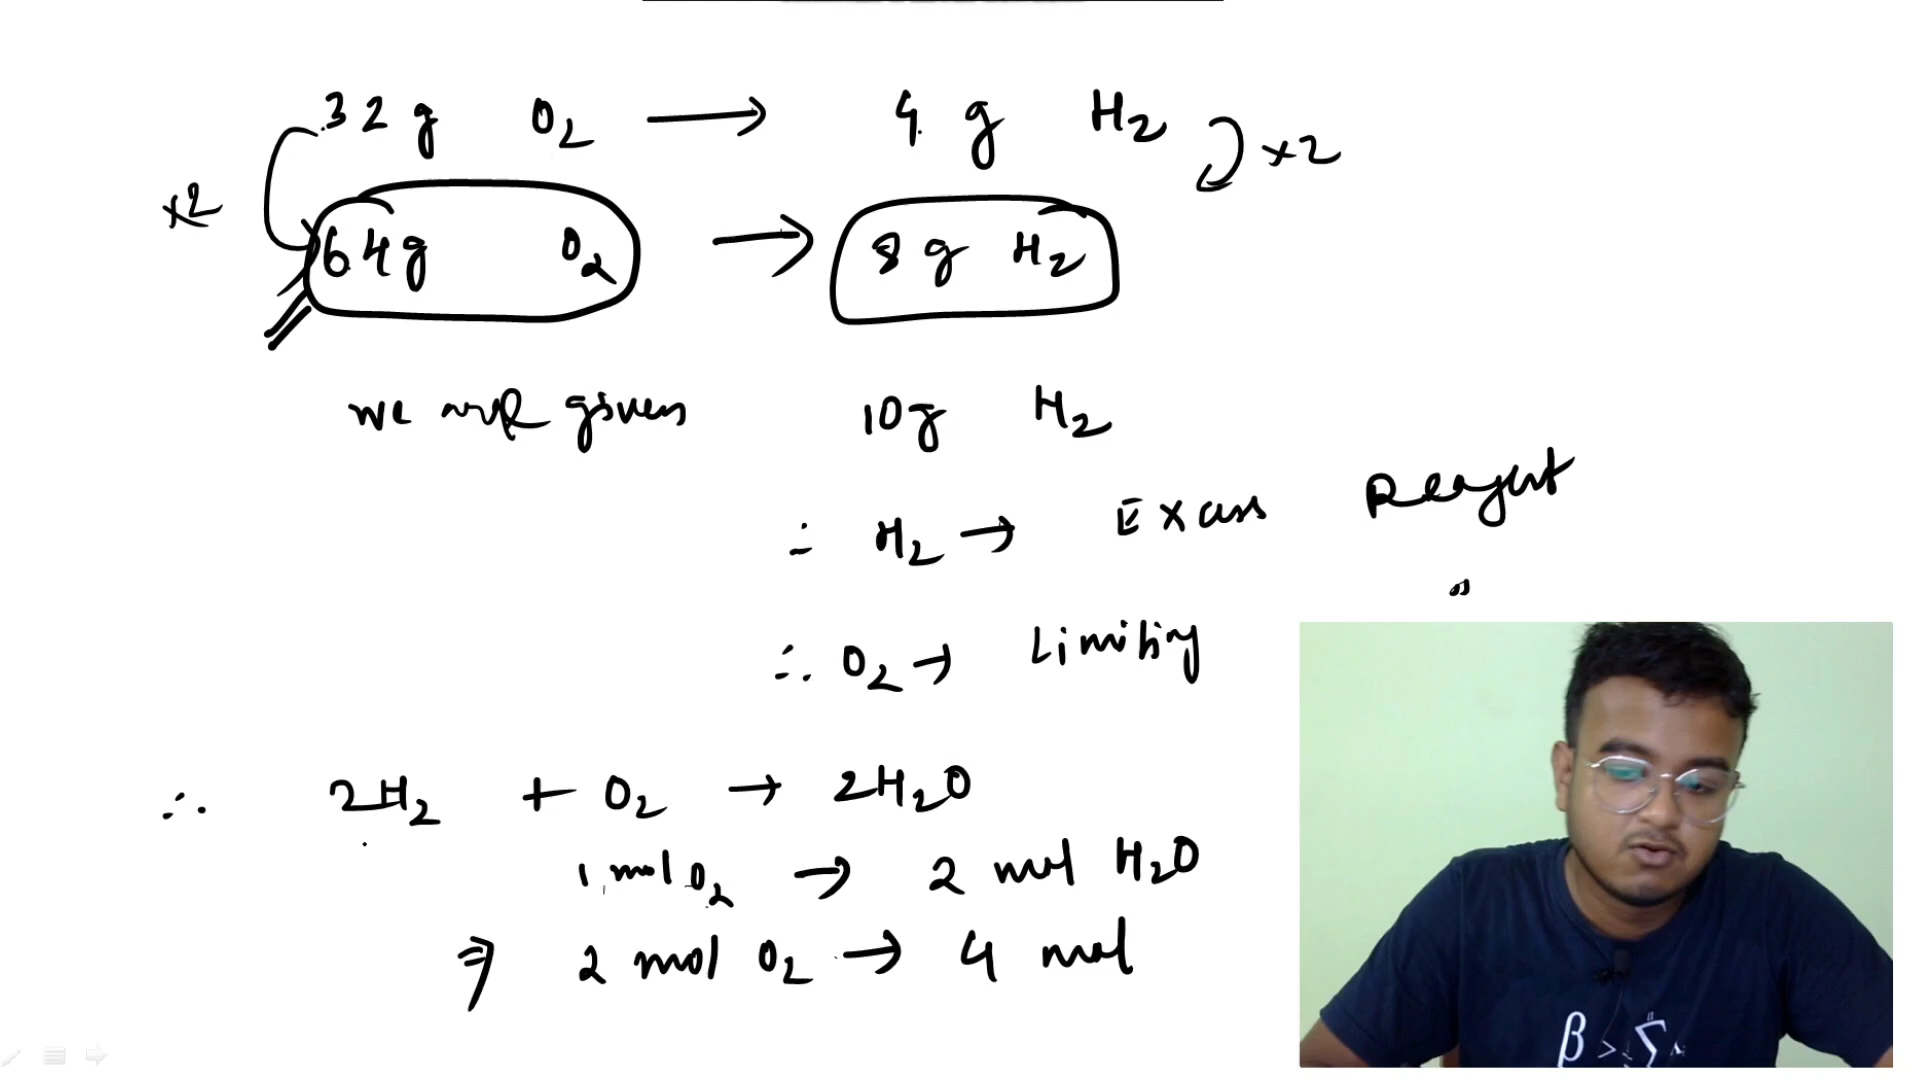 32 g O2 → 4 g H2
×2
×2
64 g O2 → 8 g H2
we are given 10g H2
∴ H2 → Excess Reagent
∴ O2 → Limiting
∴ 2H2 + O2 → 2H2O
1 mol O2 → 2 mol H2O
⇒ 2 mol O2 → 4 mol
β > Σ